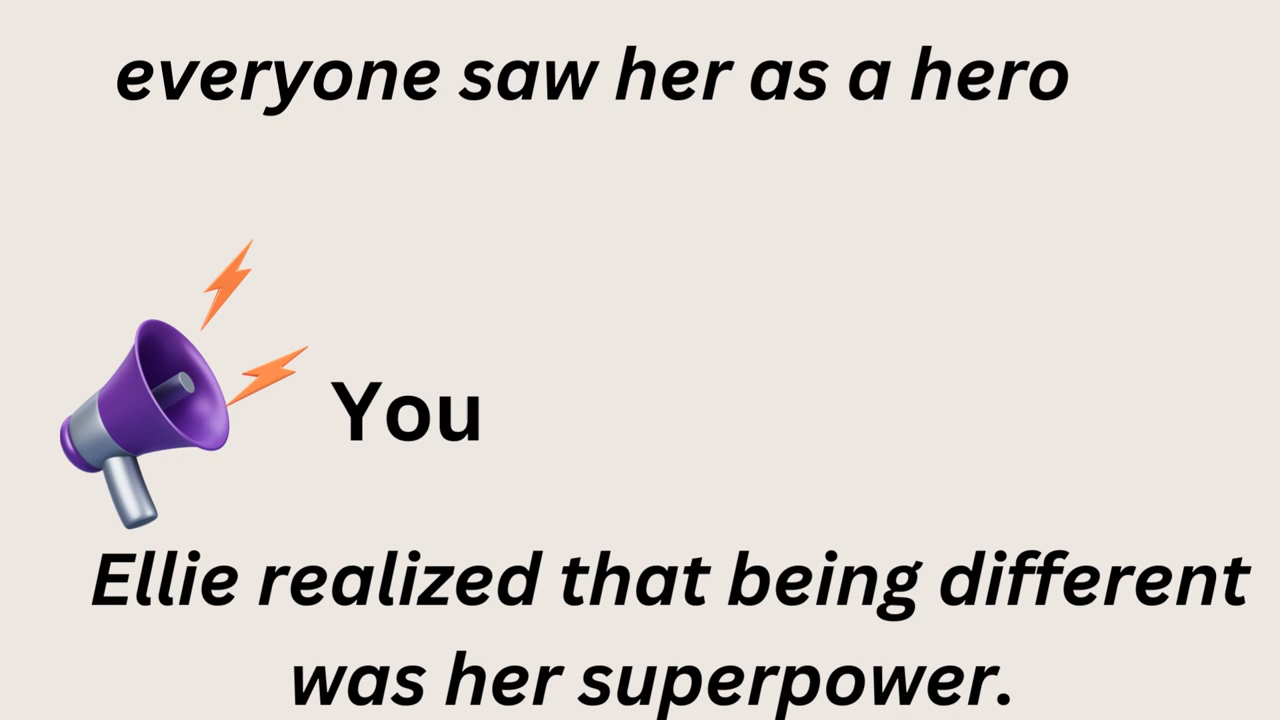 everyone saw her as a hero
You
Ellie realized that being different
was her superpower.